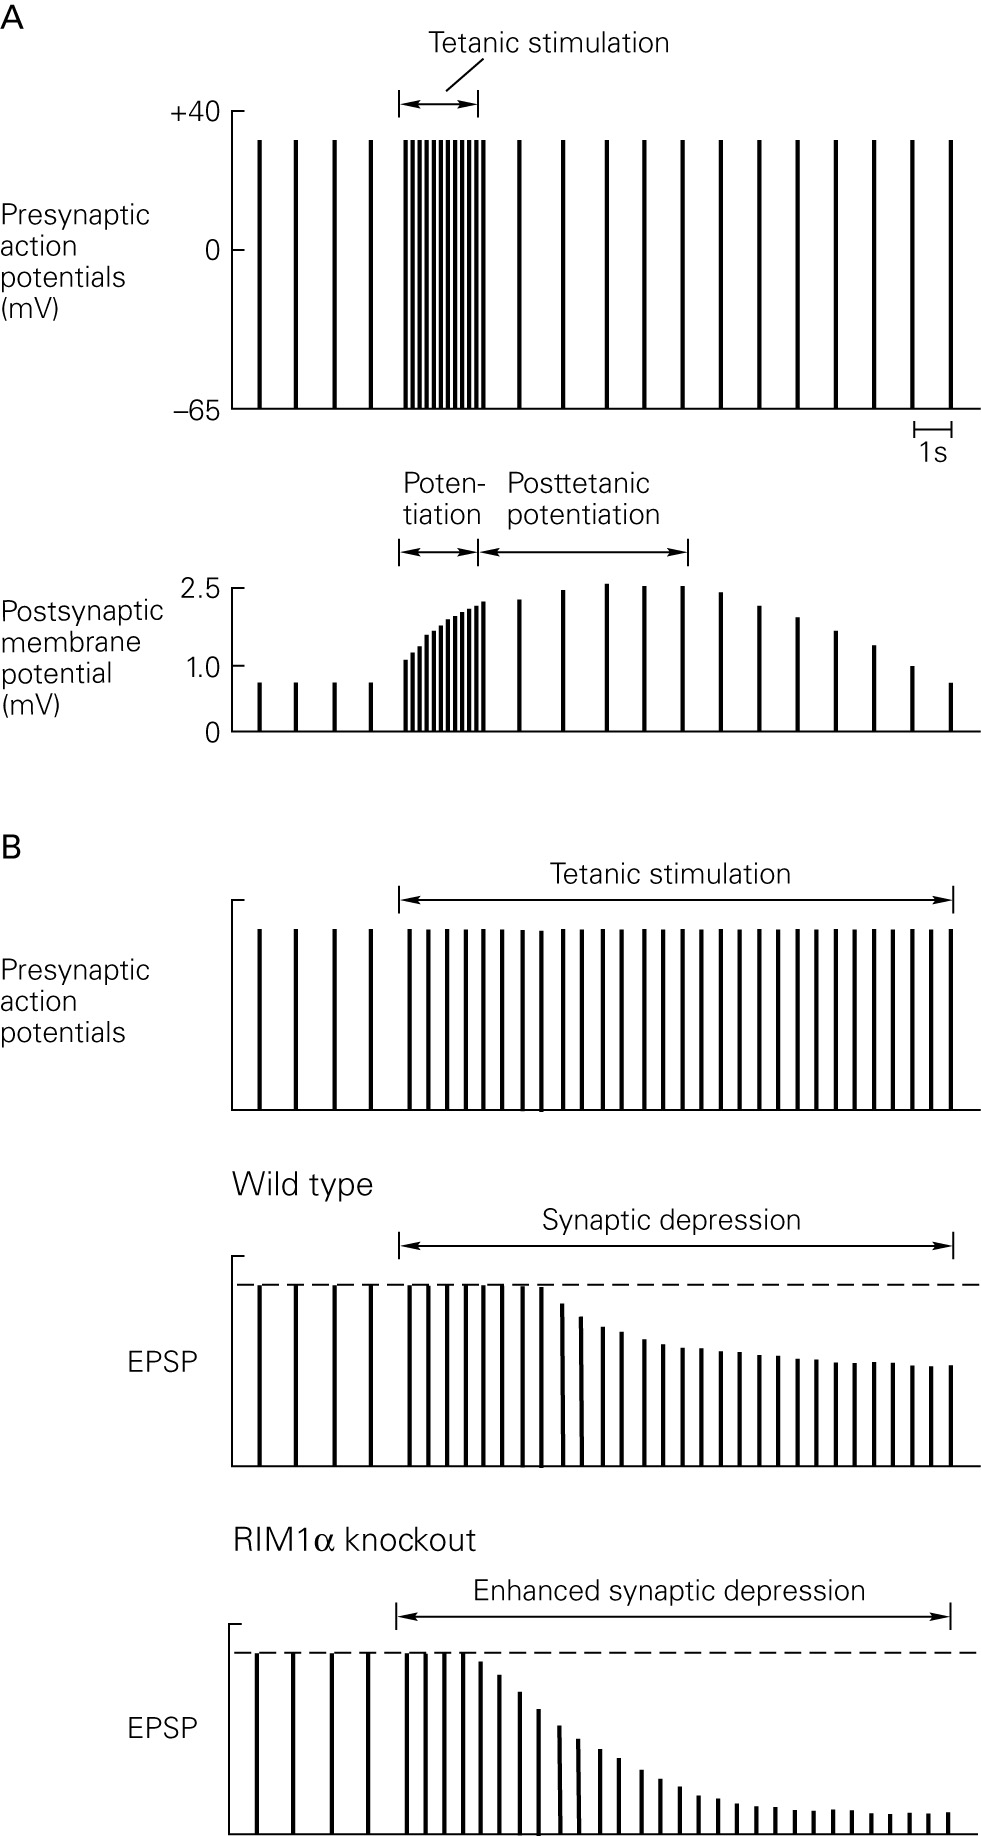 A
Tetanic stimulation
+40
Presynaptic
action
potentials
(mV)
0
–65
1s
Poten-
tiation
Posttetanic
potentiation
2.5
Postsynaptic
membrane
potential
(mV)
1.0
0
B
Tetanic stimulation
Presynaptic
action
potentials
Wild type
Synaptic depression
EPSP
RIM1α knockout
Enhanced synaptic depression
EPSP